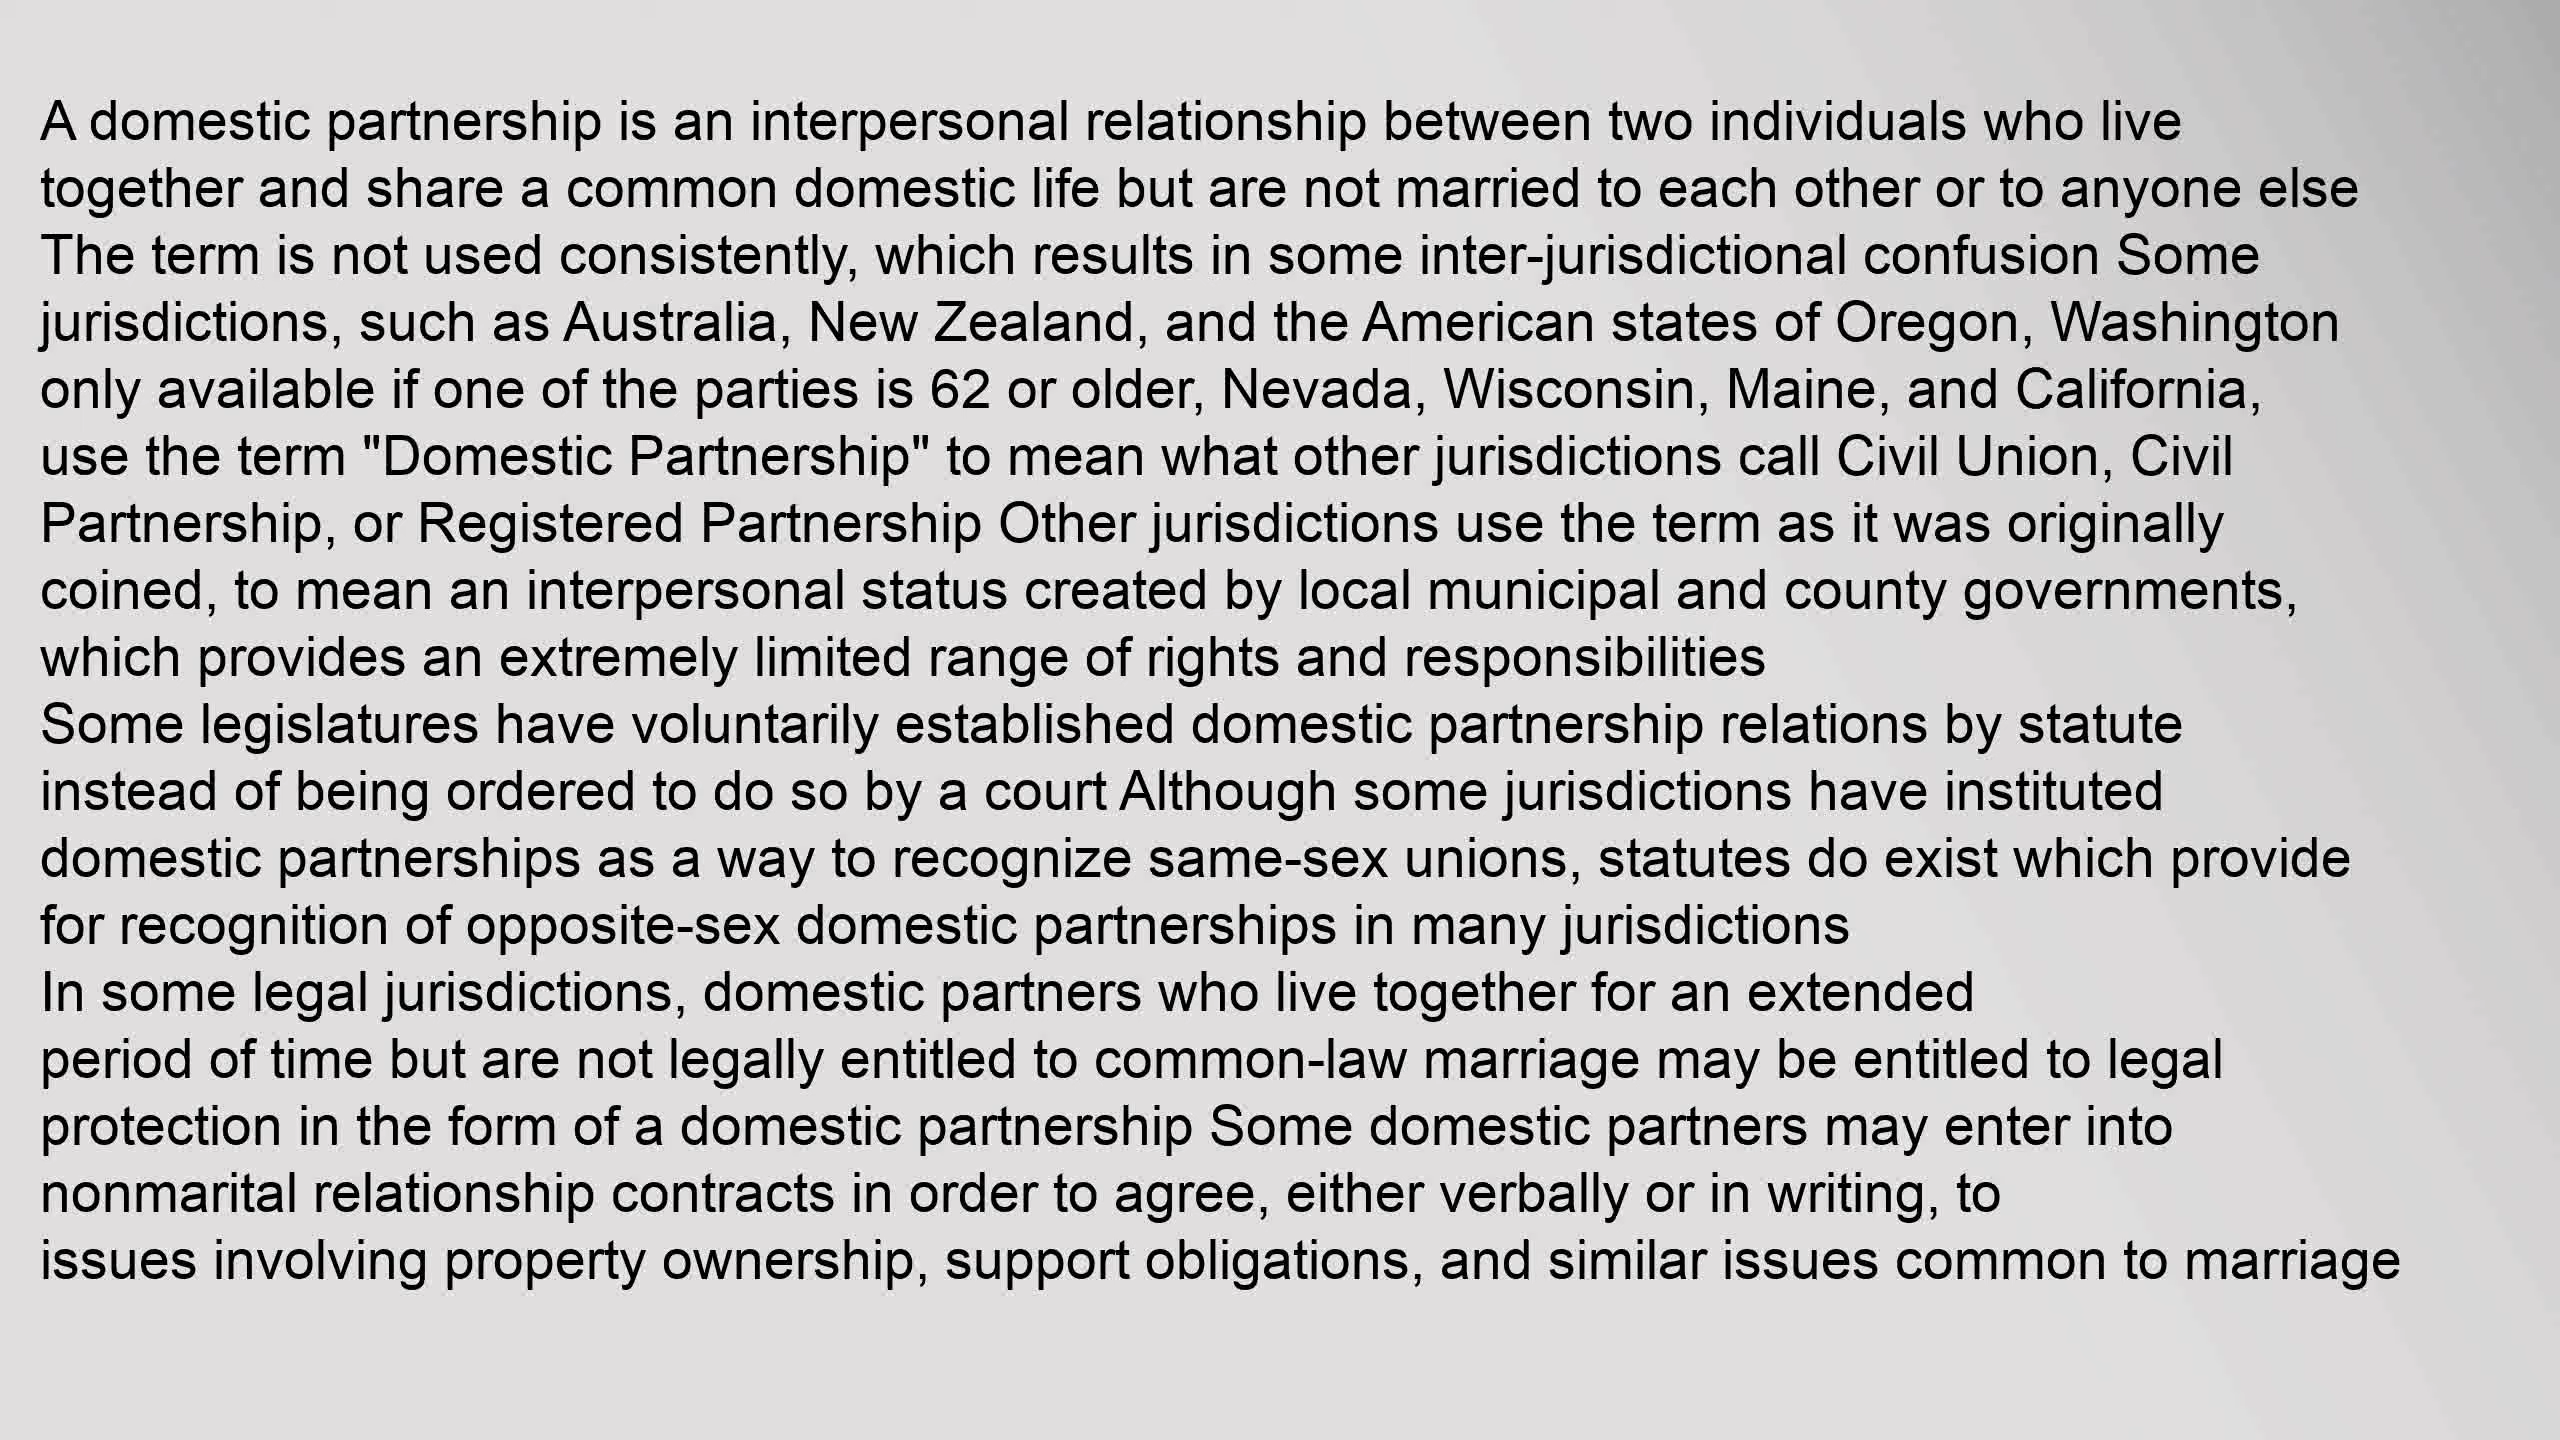 A domestic partnership is an interpersonal relationship between two individuals who live
together and share a common domestic life but are not married to each other or to anyone else
The term is not used consistently, which results in some inter-jurisdictional confusion Some
jurisdictions, such as Australia, New Zealand, and the American states of Oregon, Washington
only available if one of the parties is 62 or older, Nevada, Wisconsin, Maine, and California,
use the term "Domestic Partnership" to mean what other jurisdictions call Civil Union, Civil
Partnership, or Registered Partnership Other jurisdictions use the term as it was originally
coined, to mean an interpersonal status created by local municipal and county governments,
which provides an extremely limited range of rights and responsibilities
Some legislatures have voluntarily established domestic partnership relations by statute
instead of being ordered to do so by a court Although some jurisdictions have instituted
domestic partnerships as a way to recognize same-sex unions, statutes do exist which provide
for recognition of opposite-sex domestic partnerships in many jurisdictions
In some legal jurisdictions, domestic partners who live together for an extended
period of time but are not legally entitled to common-law marriage may be entitled to legal
protection in the form of a domestic partnership Some domestic partners may enter into
nonmarital relationship contracts in order to agree, either verbally or in writing, to
issues involving property ownership, support obligations, and similar issues common to marriage